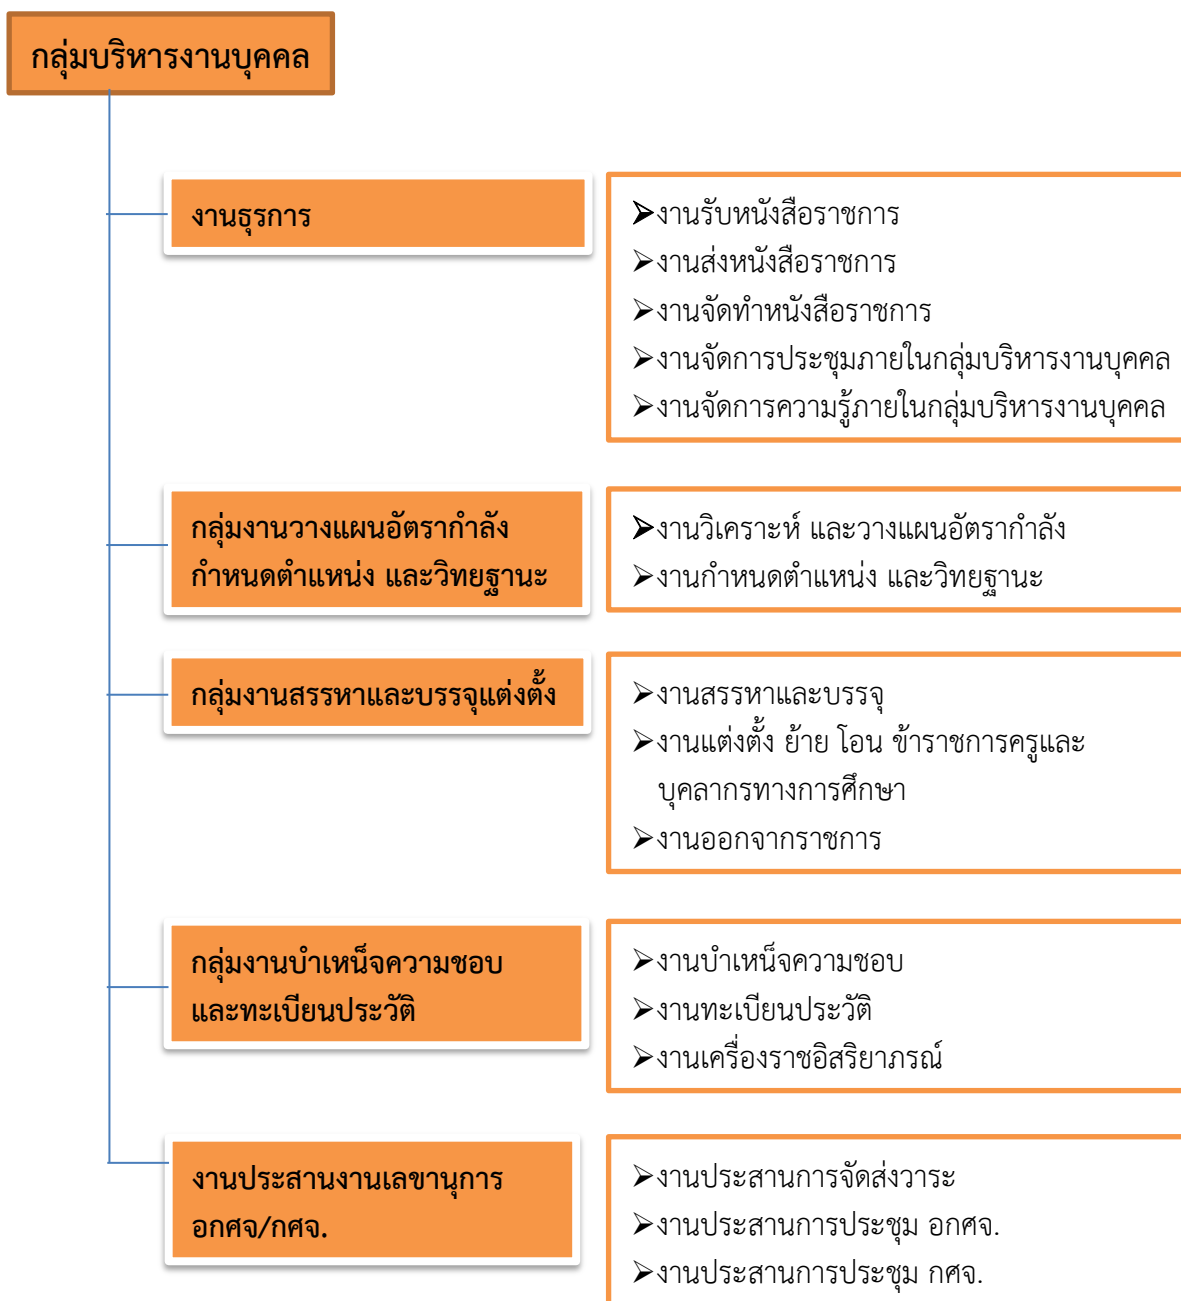 กลุ่มบริหารงานบุคคล
งานธุรการ
➢งานรับหนังสือราชการ
➢งานส่งหนังสือราชการ
➢งานจัดทำหนังสือราชการ
➢งานจัดการประชุมภายในกลุ่มบริหารงานบุคคล
➢งานจัดการความรู้ภายในกลุ่มบริหารงานบุคคล
กลุ่มงานวางแผนอัตรากำลัง
กำหนดตำแหน่ง และวิทยฐานะ
➢งานวิเคราะห์ และวางแผนอัตรากำลัง
➢งานกำหนดตำแหน่ง และวิทยฐานะ
กลุ่มงานสรรหาและบรรจุแต่งตั้ง
➢งานสรรหาและบรรจุ
➢งานแต่งตั้ง ย้าย โอน ข้าราชการครูและ
บุคลากรทางการศึกษา
➢งานออกจากราชการ
กลุ่มงานบำเหน็จความชอบ
และทะเบียนประวัติ
➢งานบำเหน็จความชอบ
➢งานทะเบียนประวัติ
➢งานเครื่องราชอิสริยาภรณ์
งานประสานงานเลขานุการ
อกศจ/กศจ.
➢งานประสานการจัดส่งวาระ
➢งานประสานการประชุม อกศจ.
➢งานประสานการประชุม กศจ.